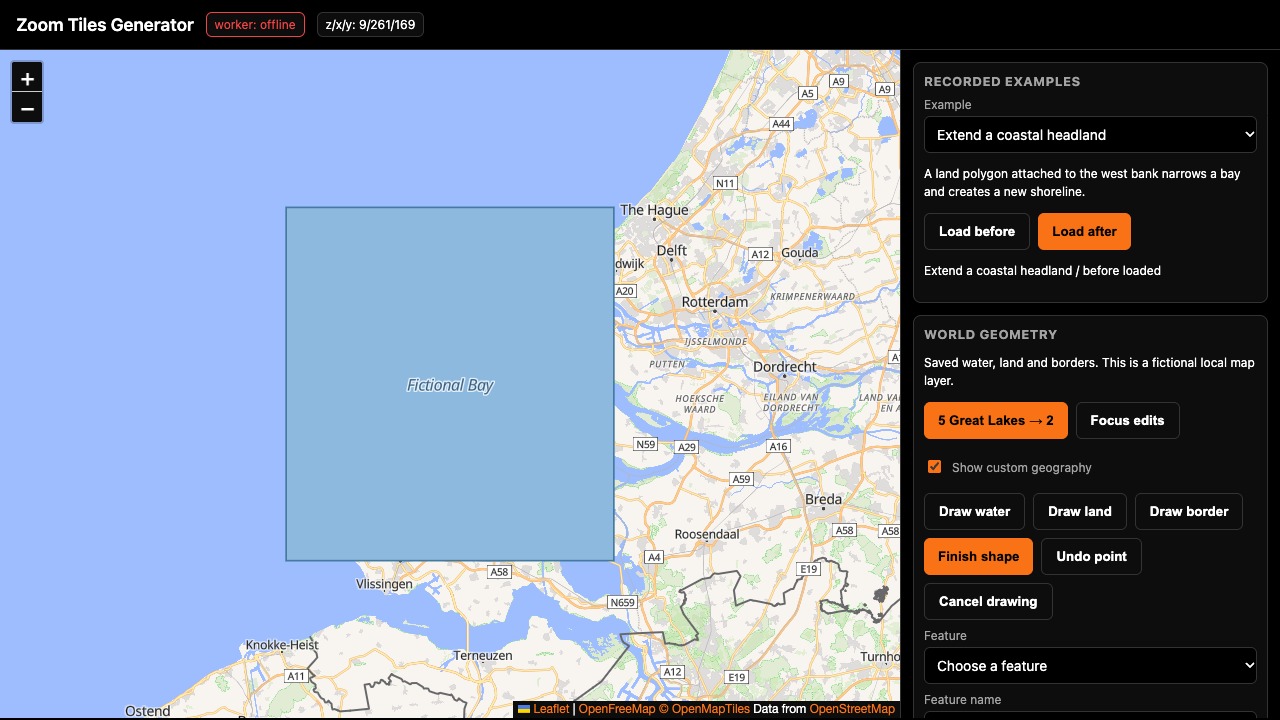 Zoom Tiles Generator
worker: offline
z/x/y: 9/261/169
+
−
A9
A5
A9
A44
N11
The Hague
Delft
A12
Gouda
dwijk
A20
Rotterdam
KRIMPENERWAARD
IJSSELMONDE
PUTTEN
Dordrecht
Fictional Bay
HOEKSCHE
WAARD
EILAND VAN
DORDRECHT
LAND VAN
EN A
N59
A29
A16
A59
Breda
Roosendaal
A58
A58
A4
A58
E19
Vlissingen
N659
Knokke-Heist
Terneuzen
Turnho
A11
A12
E19
Ostend
Leaflet | OpenFreeMap © OpenMapTiles Data from OpenStreetMap
RECORDED EXAMPLES
Example
Extend a coastal headland
A land polygon attached to the west bank narrows a bay
and creates a new shoreline.
Load before
Load after
Extend a coastal headland / before loaded
WORLD GEOMETRY
Saved water, land and borders. This is a fictional local map
layer.
5 Great Lakes → 2
Focus edits
Show custom geography
Draw water
Draw land
Draw border
Finish shape
Undo point
Cancel drawing
Feature
Choose a feature
Feature name